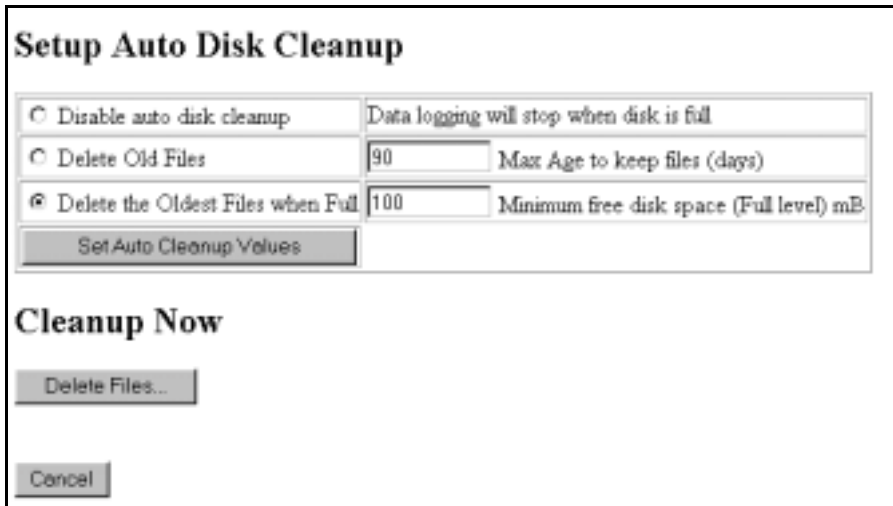 Setup Auto Disk Cleanup
Disable auto disk cleanup Data logging will stop when disk is full
Delete Old Files 90 Max Age to keep files (days)
Delete the Oldest Files when Full 100 Minimum free disk space (Full level) mB
Set Auto Cleanup Values
Cleanup Now
Delete Files...
Cancel